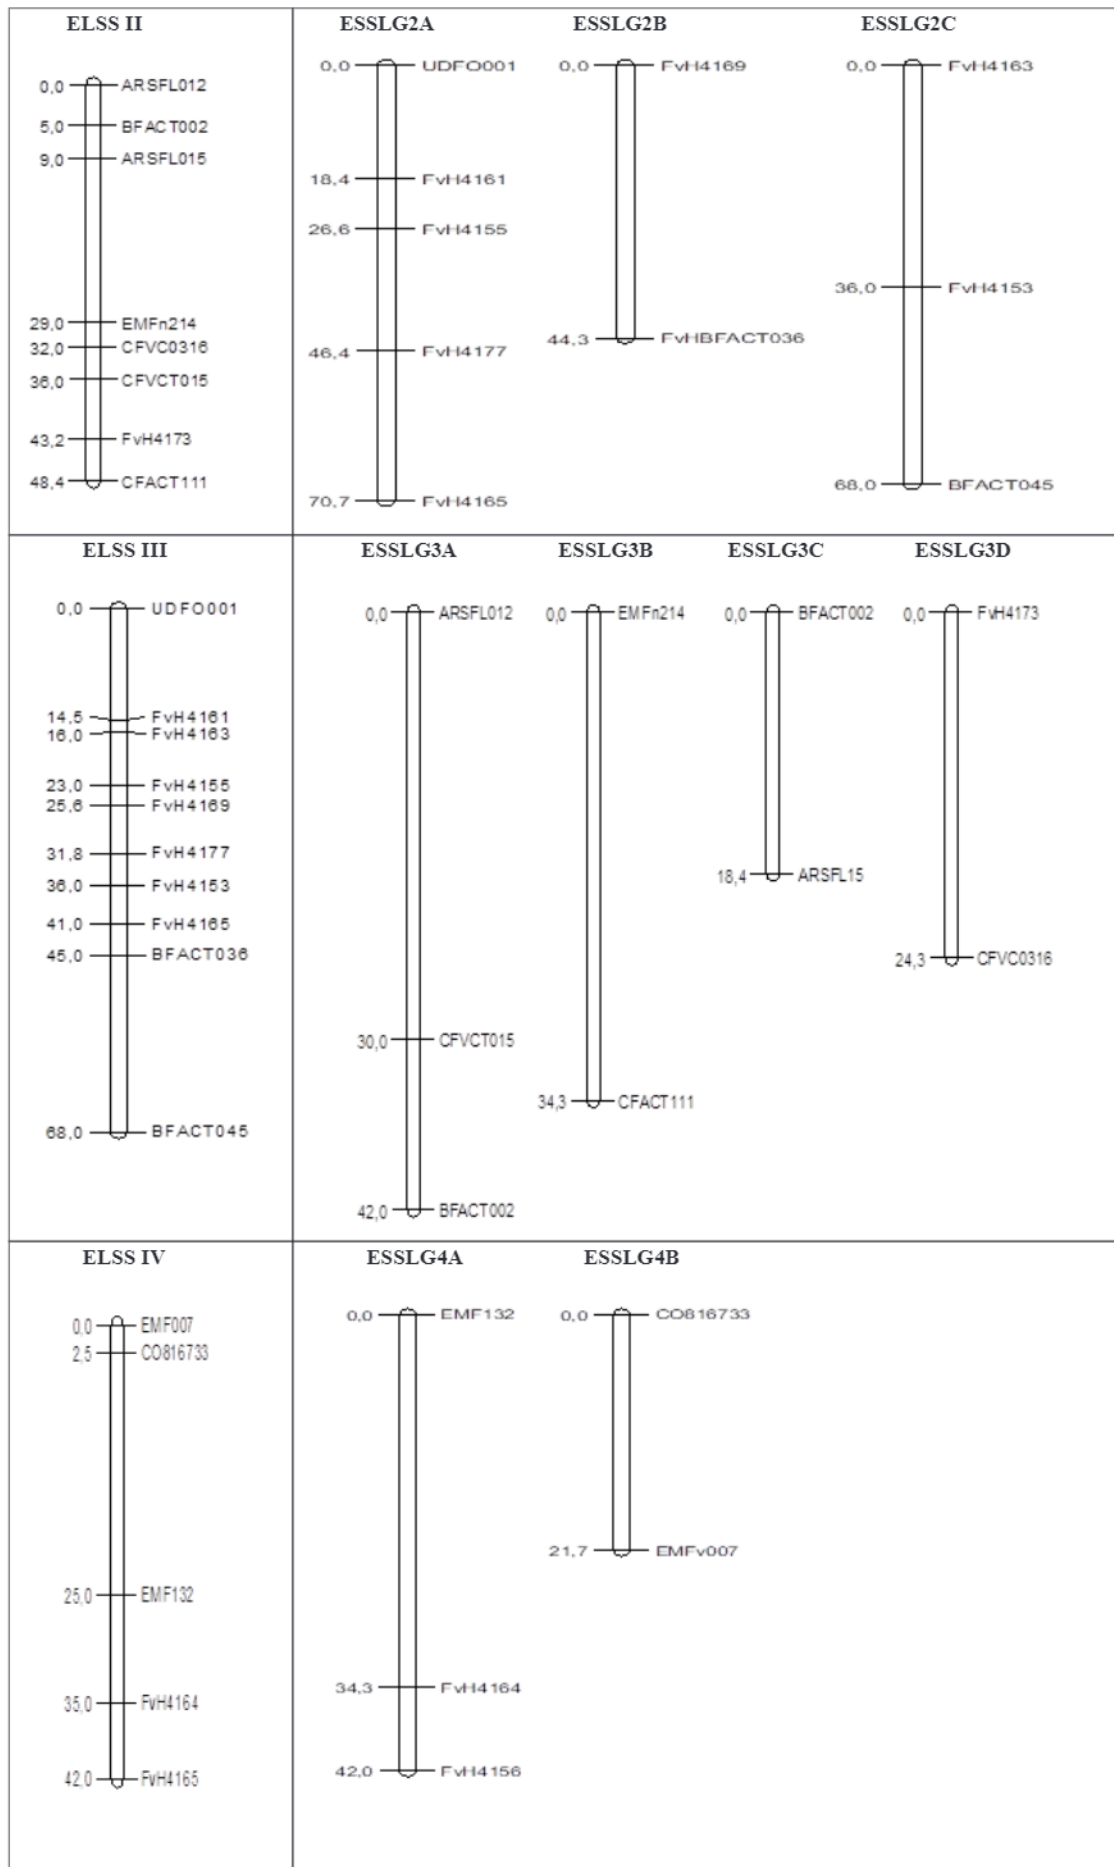 ELSS II
0,0 ARSFL012
5,0 BFACT002
9,0 ARSFL015
29,0 EMFn214
32,0 CFVC0316
36,0 CFVCT015
43,2 FvH4173
48,4 CFACT111
ESSLG2A
0,0 UDFO001
18,4 FvH4161
26,6 FvH4155
46,4 FvH4177
70,7 FvH4165
ESSLG2B
0,0 FvH4169
44,3 FvHBFACT036
ESSLG2C
0,0 FvH4163
36,0 FvH4153
68,0 BFACT045
ELSS III
0,0 UDFO001
14,5 FvH4161
16,0 FvH4163
23,0 FvH4155
25,6 FvH4169
31,8 FvH4177
36,0 FvH4153
41,0 FvH4165
45,0 BFACT036
68,0 BFACT045
ESSLG3A
0,0 ARSFL012
30,0 CFVCT015
42,0 BFACT002
ESSLG3B
0,0 EMFn214
34,3 CFACT111
ESSLG3C
0,0 BFACT002
18,4 ARSFL15
ESSLG3D
0,0 FvH4173
24,3 CFVC0316
ELSS IV
0,0 EMF007
2,5 CO816733
25,0 EMF132
35,0 FvH4164
42,0 FvH4165
ESSLG4A
0,0 EMF132
34,3 FvH4164
42,0 FvH4156
ESSLG4B
0,0 CO816733
21,7 EMFv007